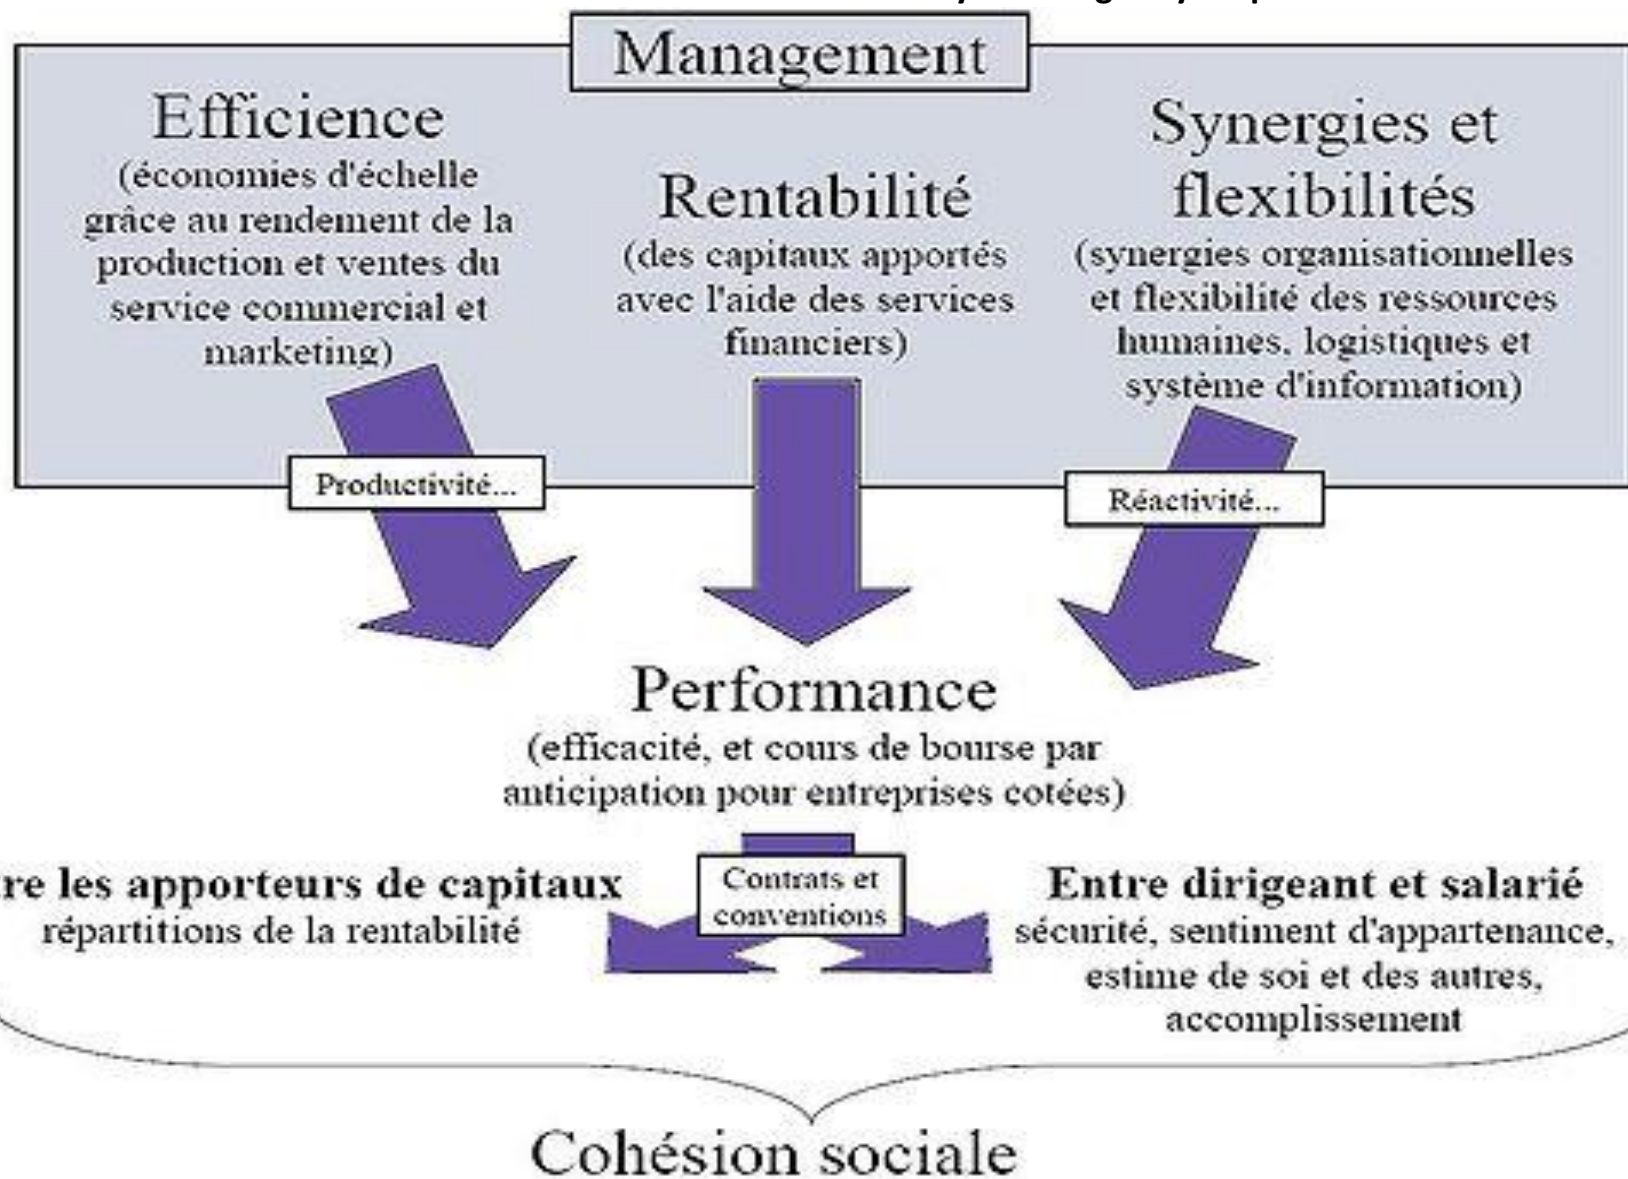 Management
Efficience
(économies d'échelle
grâce au rendement de la
production et ventes du
service commercial et
marketing)
Rentabilité
(des capitaux apportés
avec l'aide des services
financiers)
Synergies et
flexibilités
(synergies organisationnelles
et flexibilité des ressources
humaines, logistiques et
système d'information)
Productivité...
Réactivité...
Performance
(efficacité, et cours de bourse par
anticipation pour entreprises cotées)
Contrats et
conventions
les apporteurs de capitaux
répartitions de la rentabilité
Entre dirigeant et salarié
sécurité, sentiment d'appartenance,
estime de soi et des autres,
accomplissement
Cohésion sociale